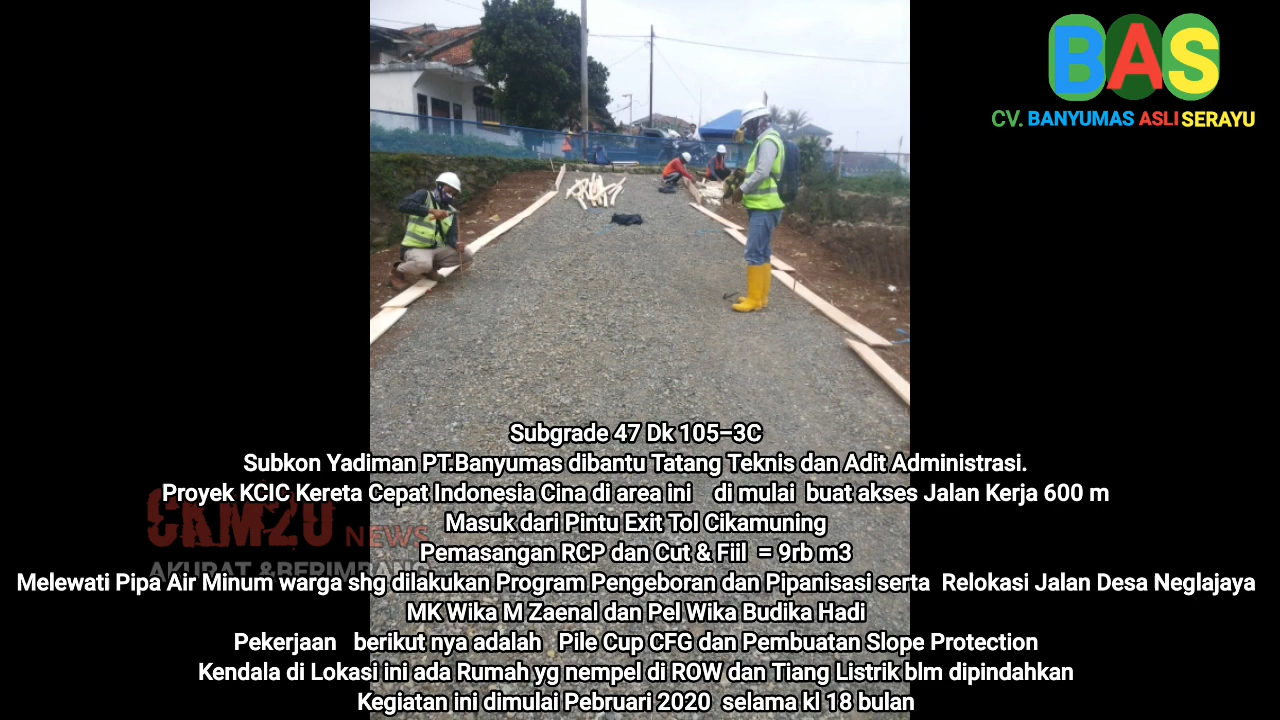 BAS
CV. BANYUMAS ASLI SERAYU
Subgrade 47 Dk 105-3C
Subkon Yadiman PT.Banyumas dibantu Tatang Teknis dan Adit Administrasi.
Proyek KCIC Kereta Cepat Indonesia Cina di area ini di mulai buat akses Jalan Kerja 600 m
Masuk dari Pintu Exit Tol Cikamuning
Pemasangan RCP dan Cut & Fiil = 9rb m3
Melewati Pipa Air Minum warga shg dilakukan Program Pengeboran dan Pipanisasi serta Relokasi Jalan Desa Neglajaya
MK Wika M Zaenal dan Pel Wika Budika Hadi
Pekerjaan berikut nya adalah Pile Cup CFG dan Pembuatan Slope Protection
Kendala di Lokasi ini ada Rumah yg nempel di ROW dan Tiang Listrik blm dipindahkan
Kegiatan ini dimulai Pebruari 2020 selama kl 18 bulan
NEWS
AKURAT &BERIMBANG